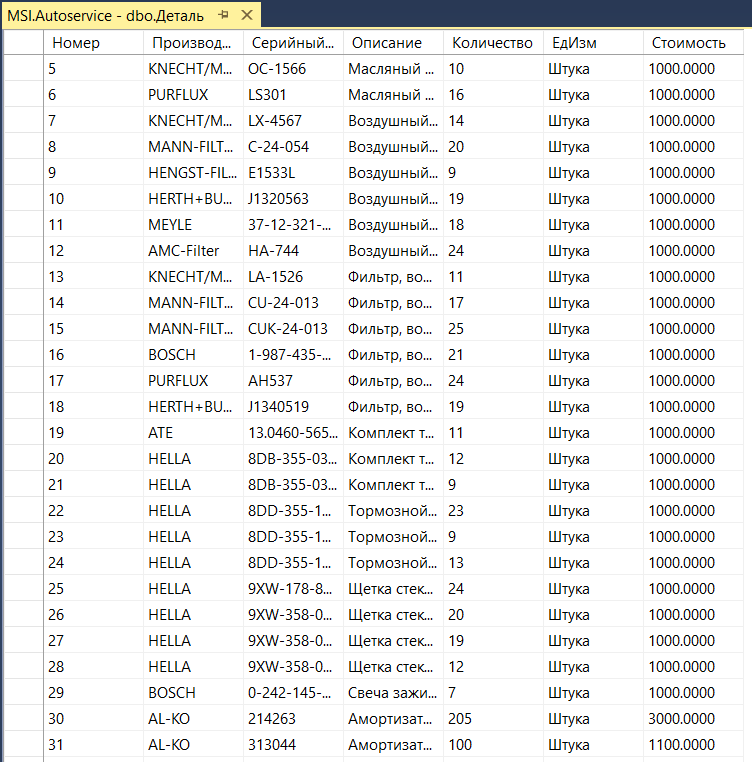 MSI.Autoservice - dbo.Деталь
Номер Производ... Серийный... Описание Количество ЕдИзм Стоимость
5 KNECHT/M... OC-1566 Масляный ... 10 Штука 1000.0000
6 PURFLUX LS301 Масляный ... 16 Штука 1000.0000
7 KNECHT/M... LX-4567 Воздушный... 14 Штука 1000.0000
8 MANN-FILT... C-24-054 Воздушный... 20 Штука 1000.0000
9 HENGST-FIL... E1533L Воздушный... 9 Штука 1000.0000
10 HERTH+BU... J1320563 Воздушный... 19 Штука 1000.0000
11 MEYLE 37-12-321-... Воздушный... 18 Штука 1000.0000
12 AMC-Filter HA-744 Воздушный... 24 Штука 1000.0000
13 KNECHT/M... LA-1526 Фильтр, во... 11 Штука 1000.0000
14 MANN-FILT... CU-24-013 Фильтр, во... 17 Штука 1000.0000
15 MANN-FILT... CUK-24-013 Фильтр, во... 25 Штука 1000.0000
16 BOSCH 1-987-435-... Фильтр, во... 21 Штука 1000.0000
17 PURFLUX AH537 Фильтр, во... 24 Штука 1000.0000
18 HERTH+BU... J1340519 Фильтр, во... 19 Штука 1000.0000
19 ATE 13.0460-565... Комплект т... 11 Штука 1000.0000
20 HELLA 8DB-355-03... Комплект т... 12 Штука 1000.0000
21 HELLA 8DB-355-03... Комплект т... 9 Штука 1000.0000
22 HELLA 8DD-355-1... Тормозной... 23 Штука 1000.0000
23 HELLA 8DD-355-1... Тормозной... 9 Штука 1000.0000
24 HELLA 8DD-355-1... Тормозной... 13 Штука 1000.0000
25 HELLA 9XW-178-8... Щетка стек... 24 Штука 1000.0000
26 HELLA 9XW-358-0... Щетка стек... 20 Штука 1000.0000
27 HELLA 9XW-358-0... Щетка стек... 19 Штука 1000.0000
28 HELLA 9XW-358-0... Щетка стек... 12 Штука 1000.0000
29 BOSCH 0-242-145-... Свеча зажи... 7 Штука 1000.0000
30 AL-KO 214263 Амортизат... 205 Штука 3000.0000
31 AL-KO 313044 Амортизат... 100 Штука 1100.0000